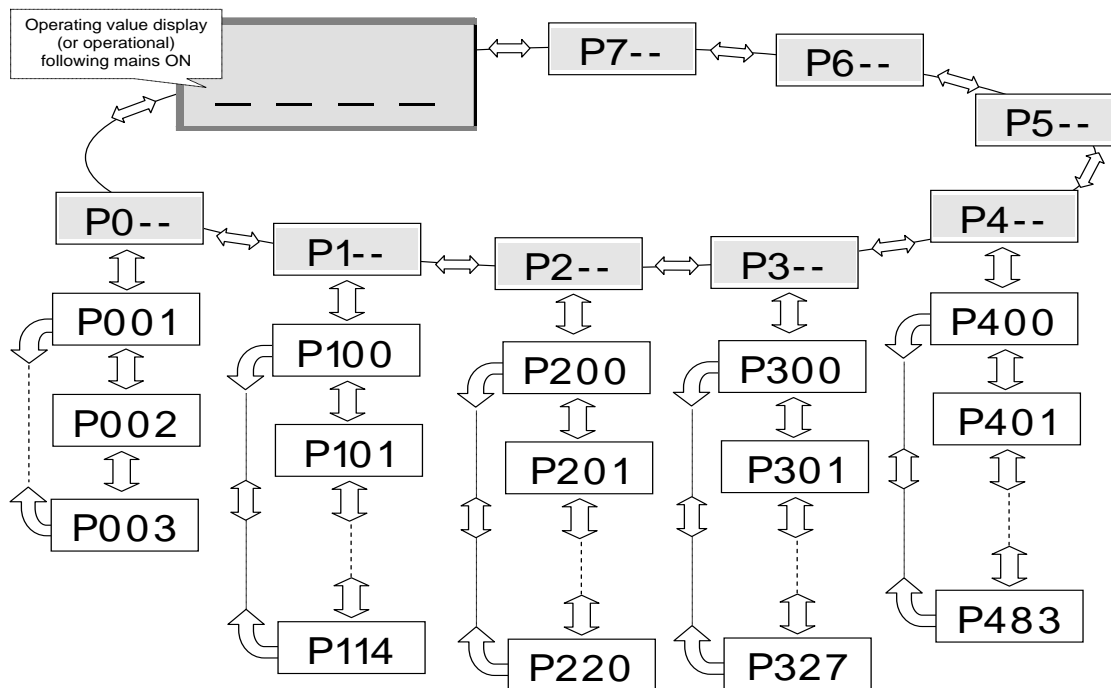 Operating value display
(or operational)
following mains ON
_ _ _ _
P7--
P6--
P5--
P0--
P1--
P2--
P3--
P4--
P001
P002
P003
P100
P101
P114
P200
P201
P220
P300
P301
P327
P400
P401
P483